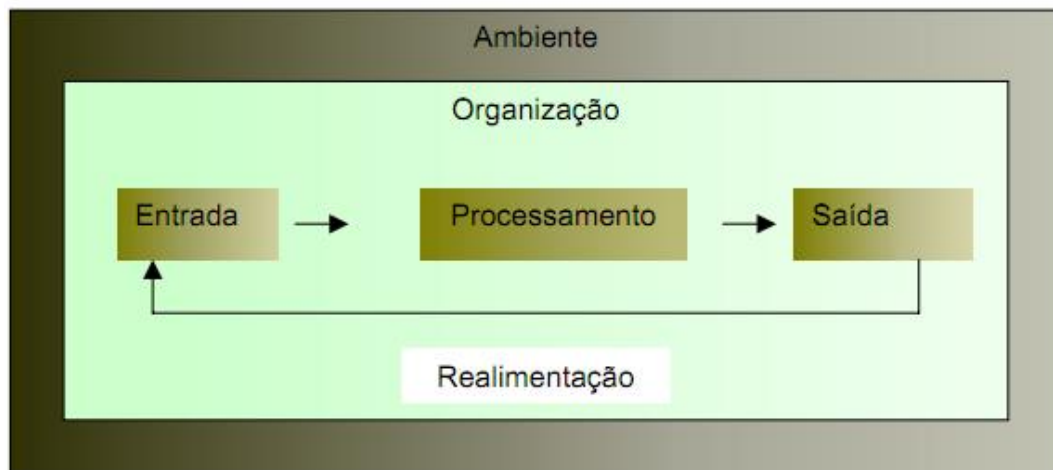 Ambiente
Organização
Entrada
Processamento
Saída
Realimentação